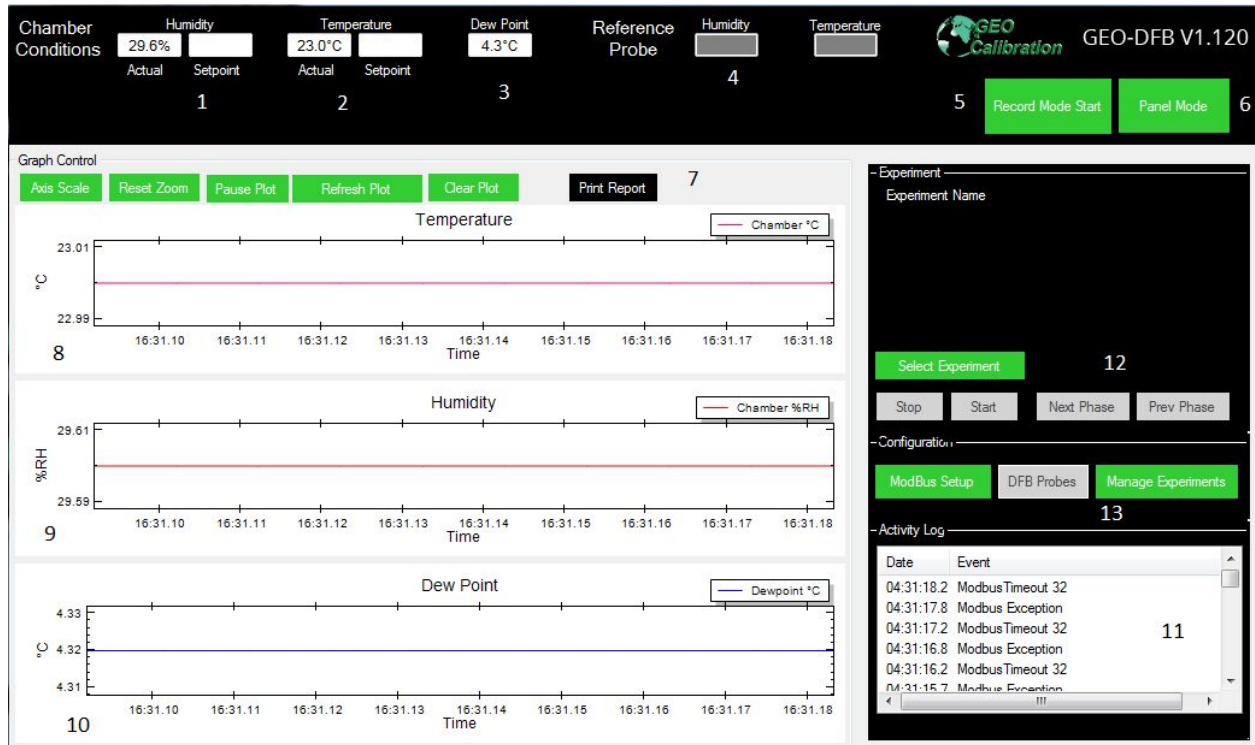 Chamber Conditions
Humidity
29.6%
Actual Setpoint
1
Temperature
23.0°C
Actual Setpoint
2
Dew Point
4.3°C
3
Reference Probe
Humidity
4
Temperature
GEO Calibration
GEO-DFB V1.120
5
Record Mode Start
Panel Mode
6
Graph Control
Axis Scale
Reset Zoom
Pause Plot
Refresh Plot
Clear Plot
Print Report
7
Temperature
Chamber °C
23.01
°C
22.99
16:31.10 16:31.11 16:31.12 16:31.13 16:31.14 16:31.15 16:31.16 16:31.17 16:31.18
Time
8
Humidity
Chamber %RH
29.61
%RH
29.59
16:31.10 16:31.11 16:31.12 16:31.13 16:31.14 16:31.15 16:31.16 16:31.17 16:31.18
Time
9
Dew Point
Dewpoint °C
4.33
°C
4.32
4.31
16:31.10 16:31.11 16:31.12 16:31.13 16:31.14 16:31.15 16:31.16 16:31.17 16:31.18
Time
10
Experiment
Experiment Name
Select Experiment
12
Stop
Start
Next Phase
Prev Phase
Configuration
ModBus Setup
DFB Probes
Manage Experiments
13
Activity Log
Date Event
04:31:18.2 ModbusTimeout 32
04:31:17.8 Modbus Exception
04:31:17.2 ModbusTimeout 32
04:31:16.8 Modbus Exception
04:31:16.2 ModbusTimeout 32
04:31:15.7 Modbus Exception
11